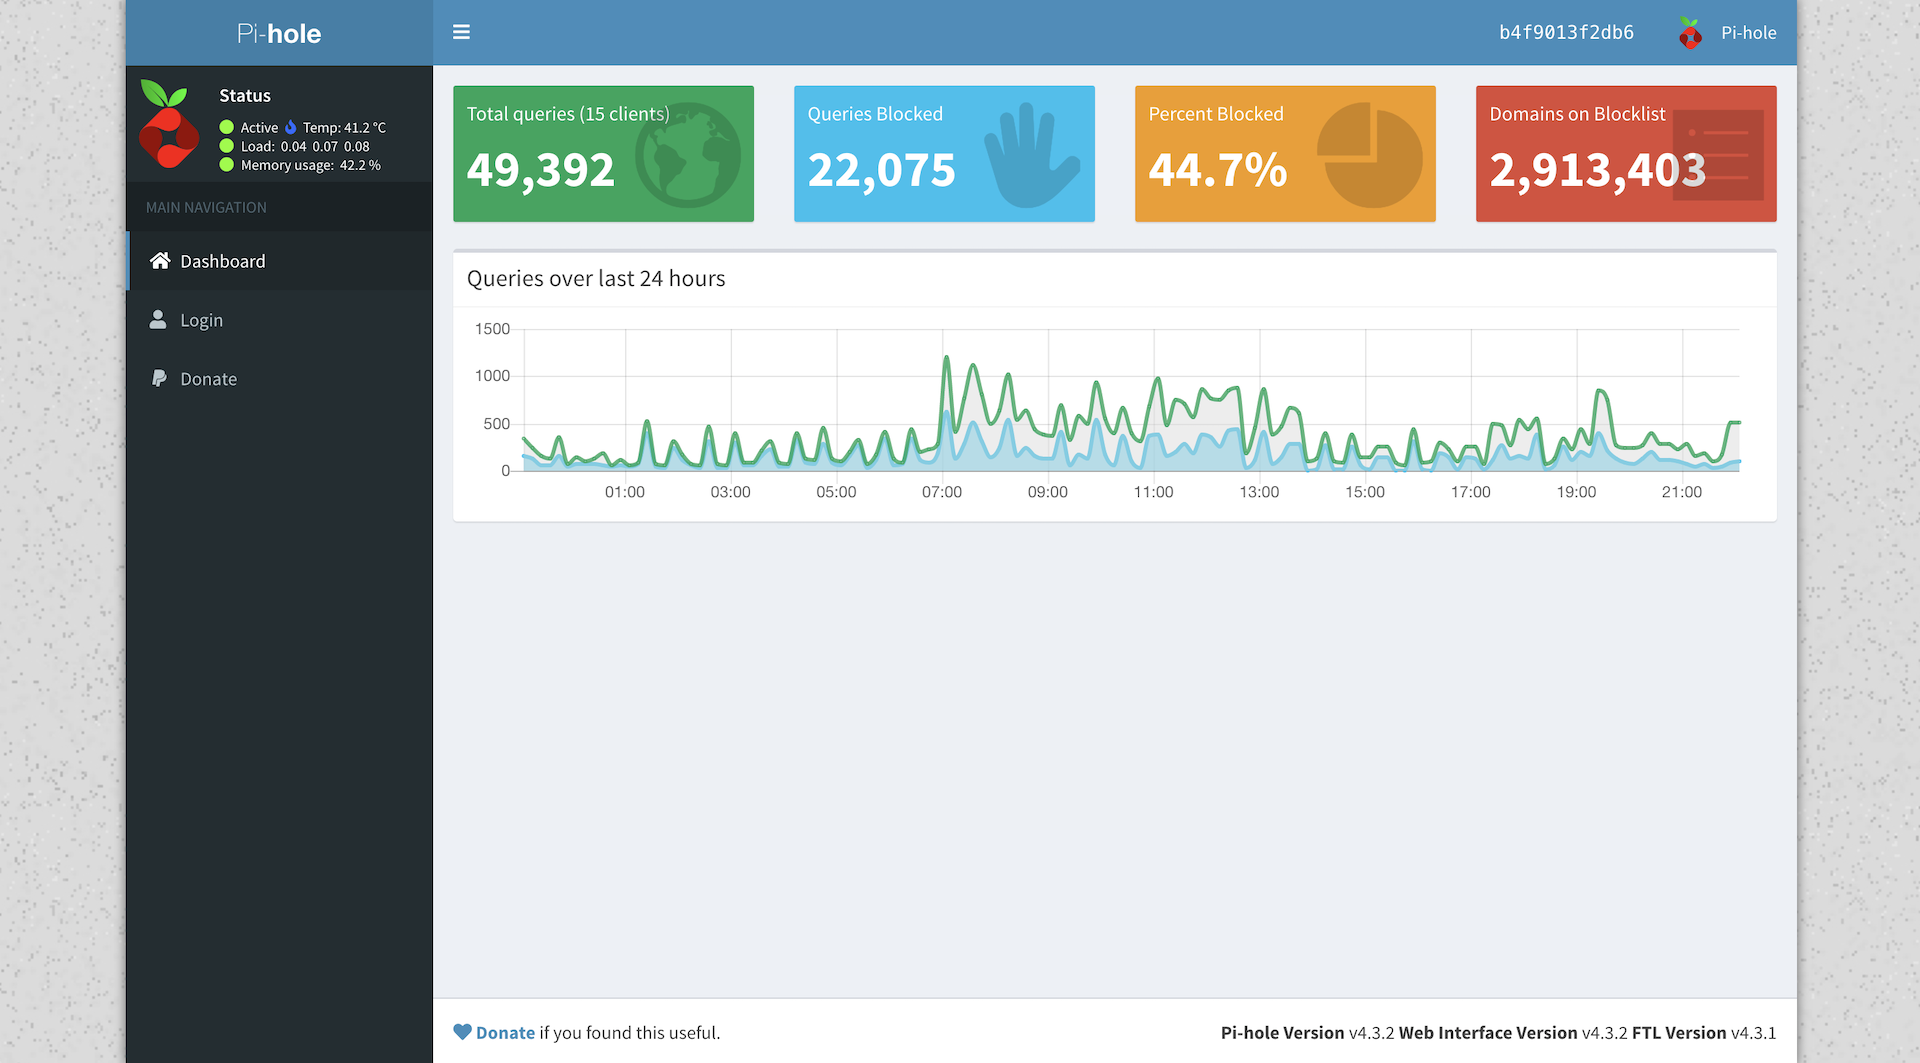 Pi-hole
b4f9013f2db6
Pi-hole
Status
Active Temp: 41.2 °C
Load: 0.04 0.07 0.08
Memory usage: 42.2 %
MAIN NAVIGATION
Dashboard
Login
Donate
Total queries (15 clients)
49,392
Queries Blocked
22,075
Percent Blocked
44.7%
Domains on Blocklist
2,913,403
Queries over last 24 hours
1500
1000
500
0
01:00 03:00 05:00 07:00 09:00 11:00 13:00 15:00 17:00 19:00 21:00
Donate if you found this useful.
Pi-hole Version v4.3.2 Web Interface Version v4.3.2 FTL Version v4.3.1